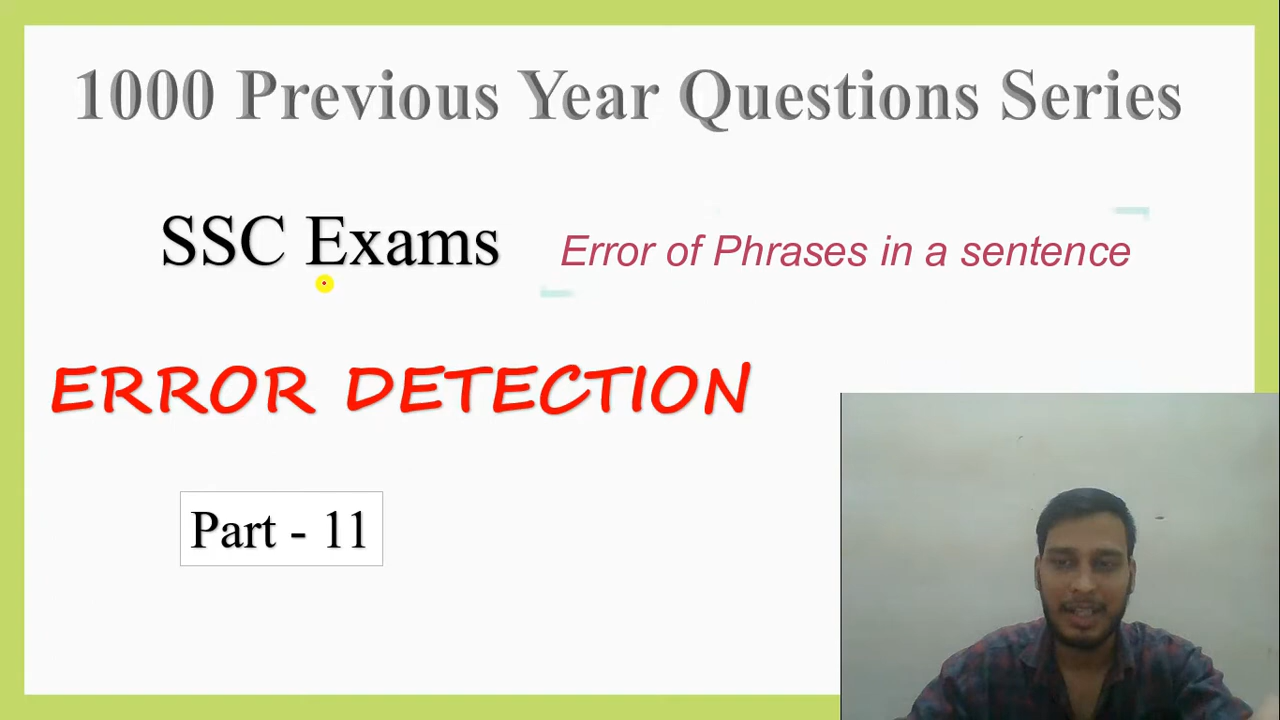 1000 Previous Year Questions Series
SSC Exams
Error of Phrases in a sentence
ERROR DETECTION
Part - 11